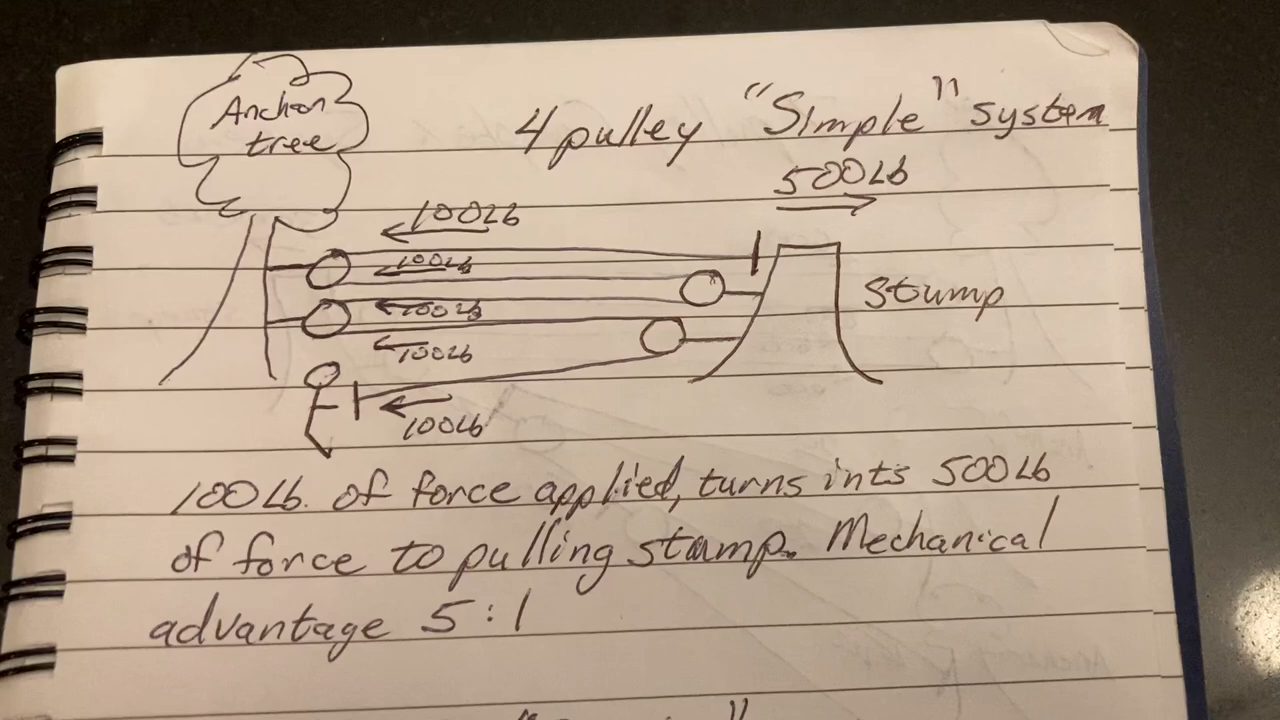 Anchor
tree
4 pulley "Simple" system
500Lb
100Lb
100Lb
100Lb
100Lb
100Lb
Stump
100Lb. of force applied, turns into 500Lb
of force to pulling stump. Mechanical
advantage 5:1